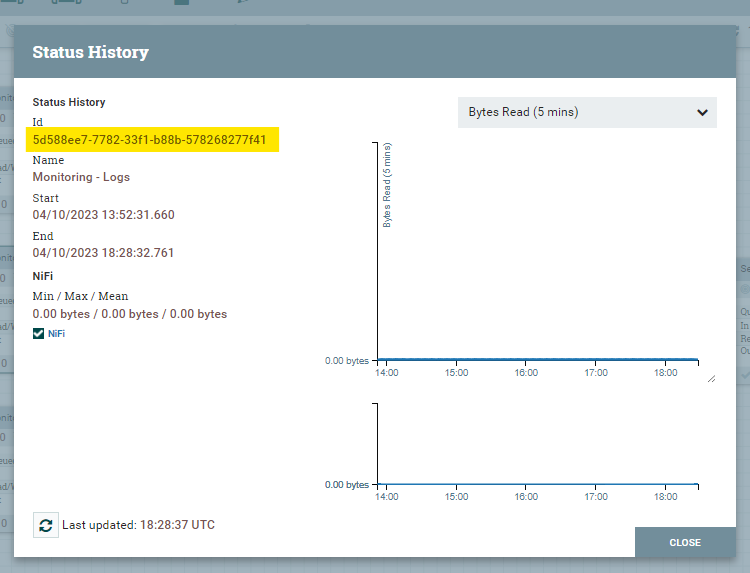 Status History
Status History
Id
5d588ee7-7782-33f1-b88b-578268277f41
Name
Monitoring - Logs
Start
04/10/2023 13:52:31.660
End
04/10/2023 18:28:32.761
NiFi
Min / Max / Mean
0.00 bytes / 0.00 bytes / 0.00 bytes
NiFi
Bytes Read (5 mins)
Bytes Read (5 mins)
0.00 bytes
14:00 15:00 16:00 17:00 18:00
0.00 bytes
14:00 15:00 16:00 17:00 18:00
Last updated: 18:28:37 UTC
CLOSE